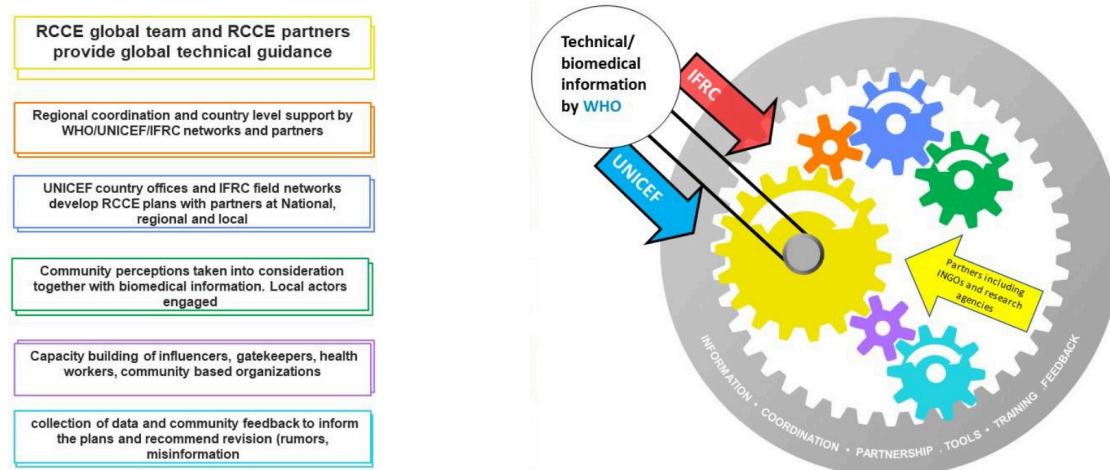 RCCE global team and RCCE partners
provide global technical guidance
Regional coordination and country level support by
WHO/UNICEF/IFRC networks and partners
UNICEF country offices and IFRC field networks
develop RCCE plans with partners at National,
regional and local
Community perceptions taken into consideration
together with biomedical information. Local actors
engaged
Capacity building of influencers, gatekeepers, health
workers, community based organizations
collection of data and community feedback to inform
the plans and recommend revision (rumors,
misinformation
Technical/
biomedical
information
by WHO
IFRC
UNICEF
Partners including
INGOs and research
agencies
INFORMATION • COORDINATION • PARTNERSHIP . TOOLS • TRAINING .FEEDBACK